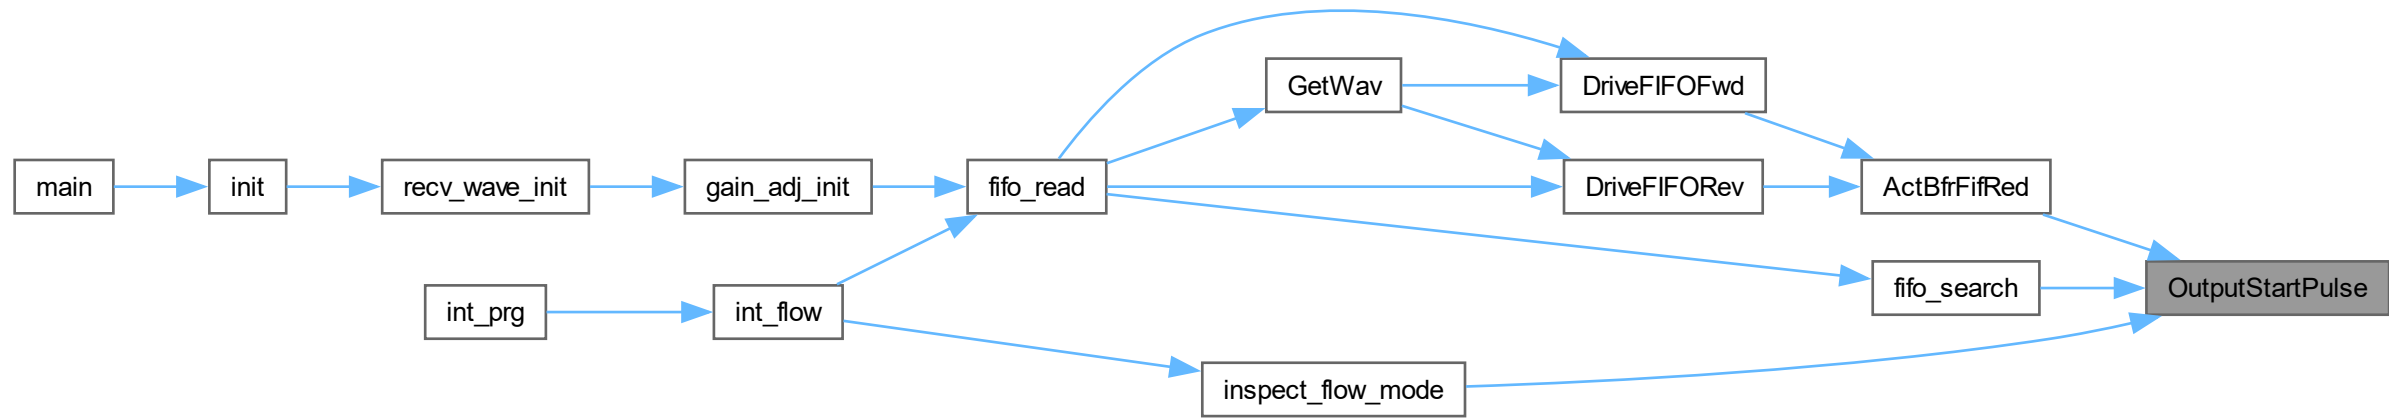 GetWav
DriveFIFOFwd
main
init
recv_wave_init
gain_adj_init
fifo_read
DriveFIFORev
ActBfrFifRed
fifo_search
OutputStartPulse
int_prg
int_flow
inspect_flow_mode